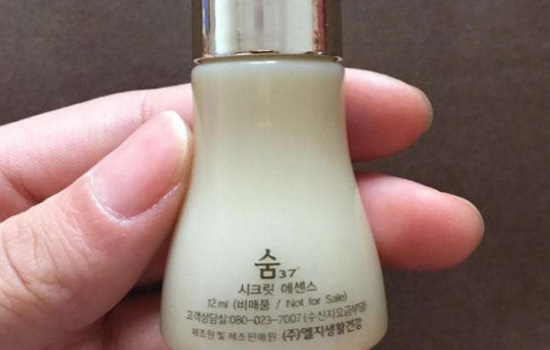 숨37°
시크릿 에센스
12ml (비매품 / Not for Sale)
고객상담실:080-023-7007(수신자요금부담)
제조원 및 제조판매원 (주)엘지생활건강